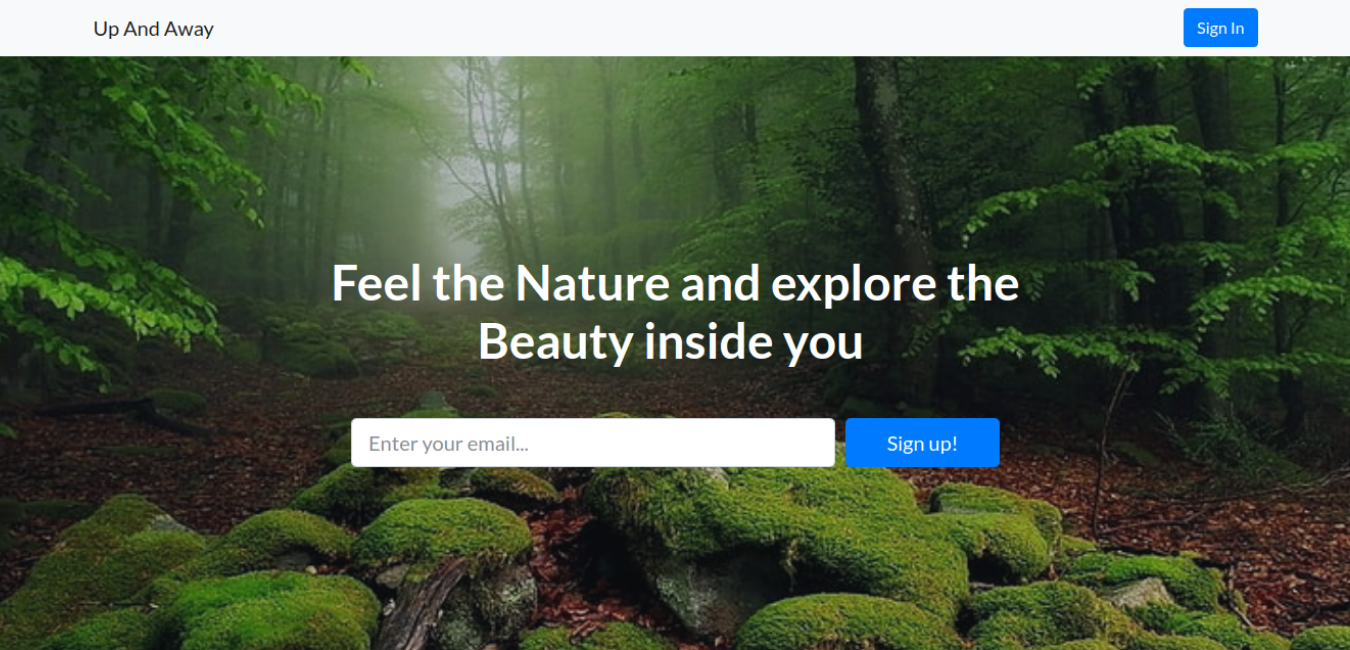 Up And Away
Sign In
Feel the Nature and explore the
Beauty inside you
Enter your email...
Sign up!